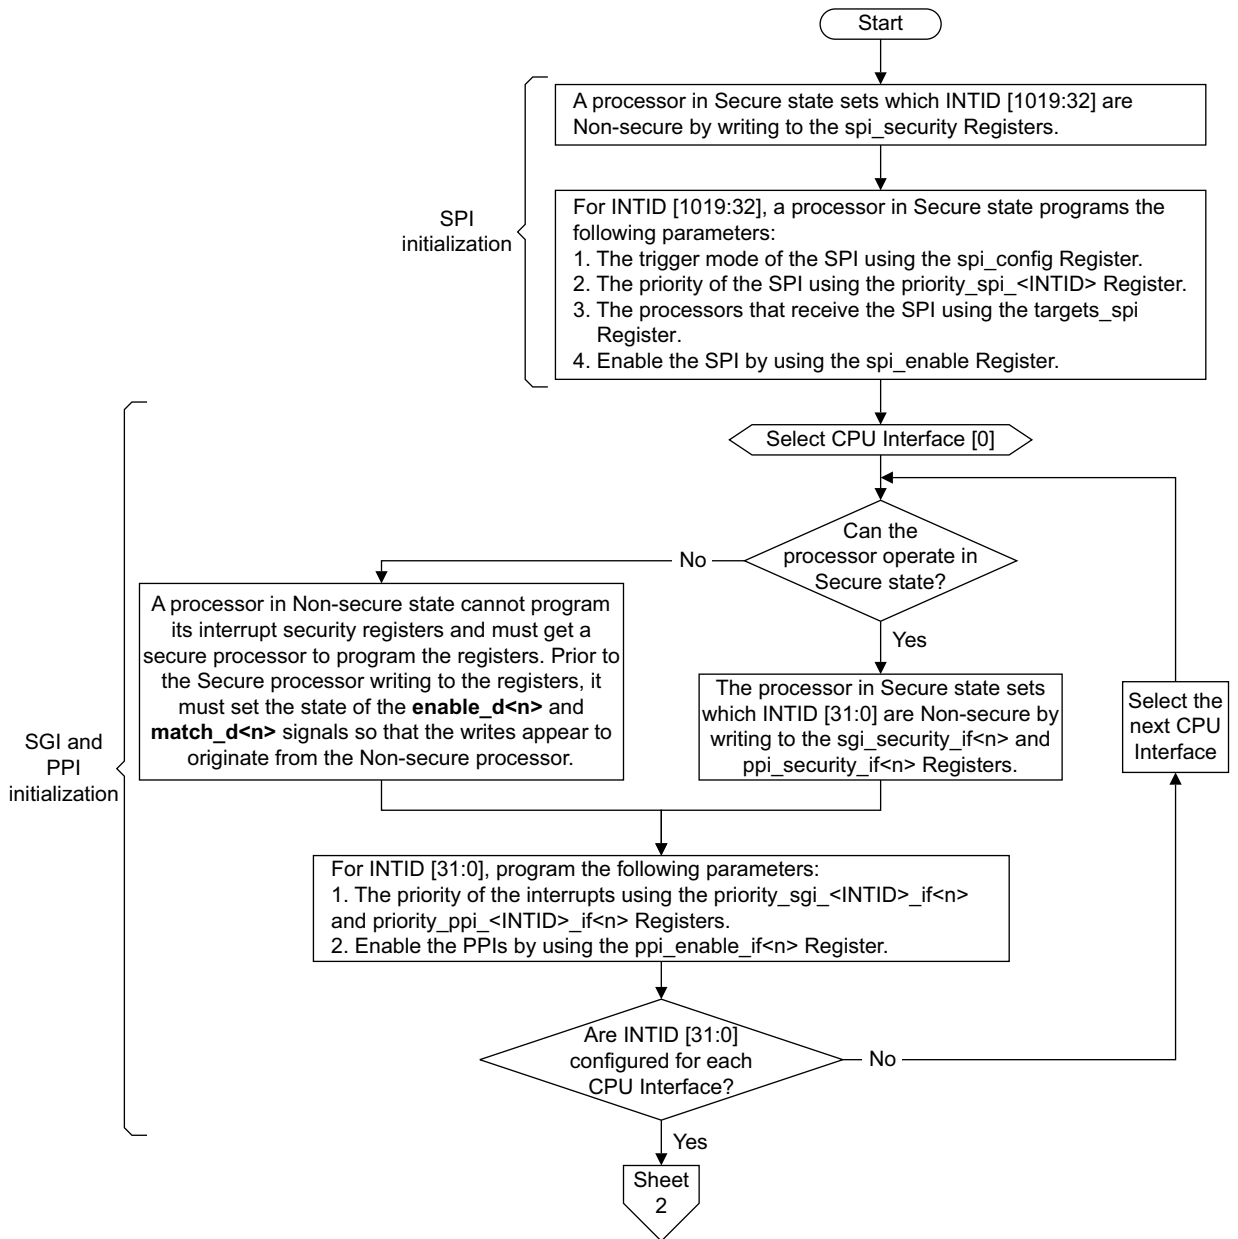 Start
A processor in Secure state sets which INTID [1019:32] are
Non-secure by writing to the spi_security Registers.
SPI
initialization
For INTID [1019:32], a processor in Secure state programs the
following parameters:
1. The trigger mode of the SPI using the spi_config Register.
2. The priority of the SPI using the priority_spi_<INTID> Register.
3. The processors that receive the SPI using the targets_spi
Register.
4. Enable the SPI by using the spi_enable Register.
Select CPU Interface [0]
Can the
processor operate in
Secure state?
No
Yes
A processor in Non-secure state cannot program
its interrupt security registers and must get a
secure processor to program the registers. Prior to
the Secure processor writing to the registers, it
must set the state of the enable_d<n> and
match_d<n> signals so that the writes appear to
originate from the Non-secure processor.
The processor in Secure state sets
which INTID [31:0] are Non-secure by
writing to the sgi_security_if<n> and
ppi_security_if<n> Registers.
Select the
next CPU
Interface
SGI and
PPI
initialization
For INTID [31:0], program the following parameters:
1. The priority of the interrupts using the priority_sgi_<INTID>_if<n>
and priority_ppi_<INTID>_if<n> Registers.
2. Enable the PPIs by using the ppi_enable_if<n> Register.
Are INTID [31:0]
configured for each
CPU Interface?
No
Yes
Sheet
2